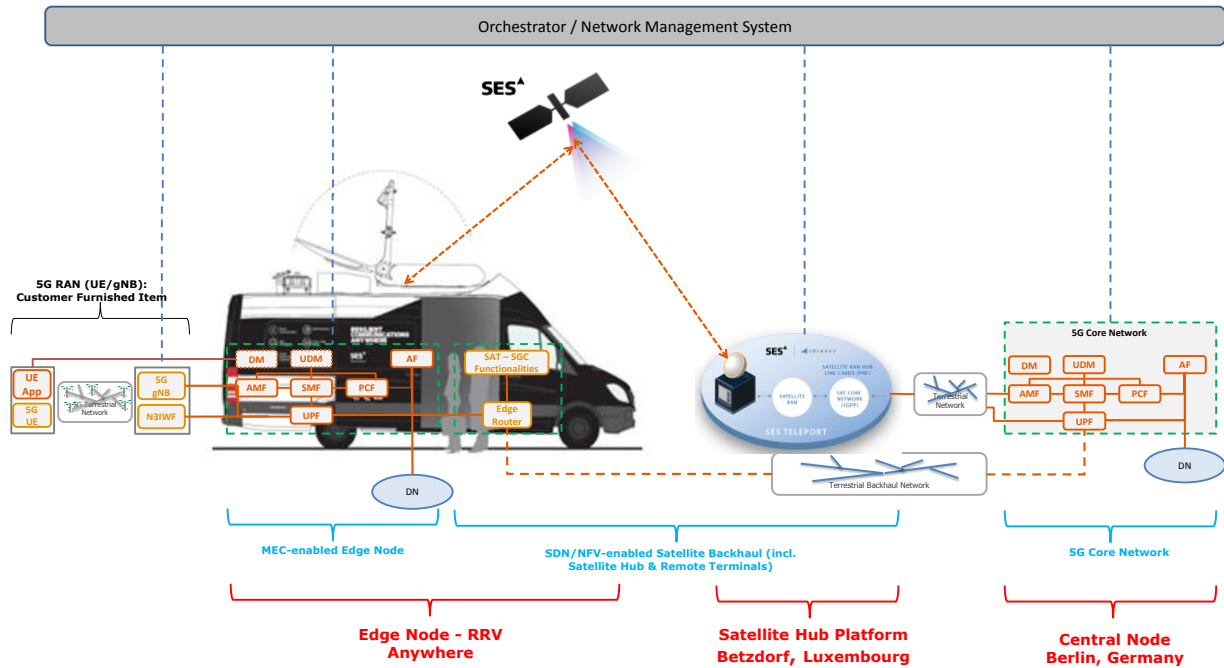 Orchestrator / Network Management System
SES
5G RAN (UE/gNB):
Customer Furnished Item
RESILIENT
COMMUNICATIONS
ANYWHERE
SES
UE
App
5G
UE
5G Terrestrial
Network
5G
gNB
N3IWF
DM
UDM
AF
AMF
SMF
PCF
UPF
SAT – 5GC
Functionalities
Edge
Router
DN
SES
iDirect
SATELLITE RAN HUB
LINE CARDS (PNF)
SATELLITE
RAN
SAT CORE
NETWORK
(3GPP)
SES TELEPORT
Terrestrial
Network
Terrestrial Backhaul Network
5G Core Network
DM
UDM
AF
AMF
SMF
PCF
UPF
DN
MEC-enabled Edge Node
SDN/NFV-enabled Satellite Backhaul (incl.
Satellite Hub & Remote Terminals)
5G Core Network
Edge Node - RRV
Anywhere
Satellite Hub Platform
Betzdorf, Luxembourg
Central Node
Berlin, Germany